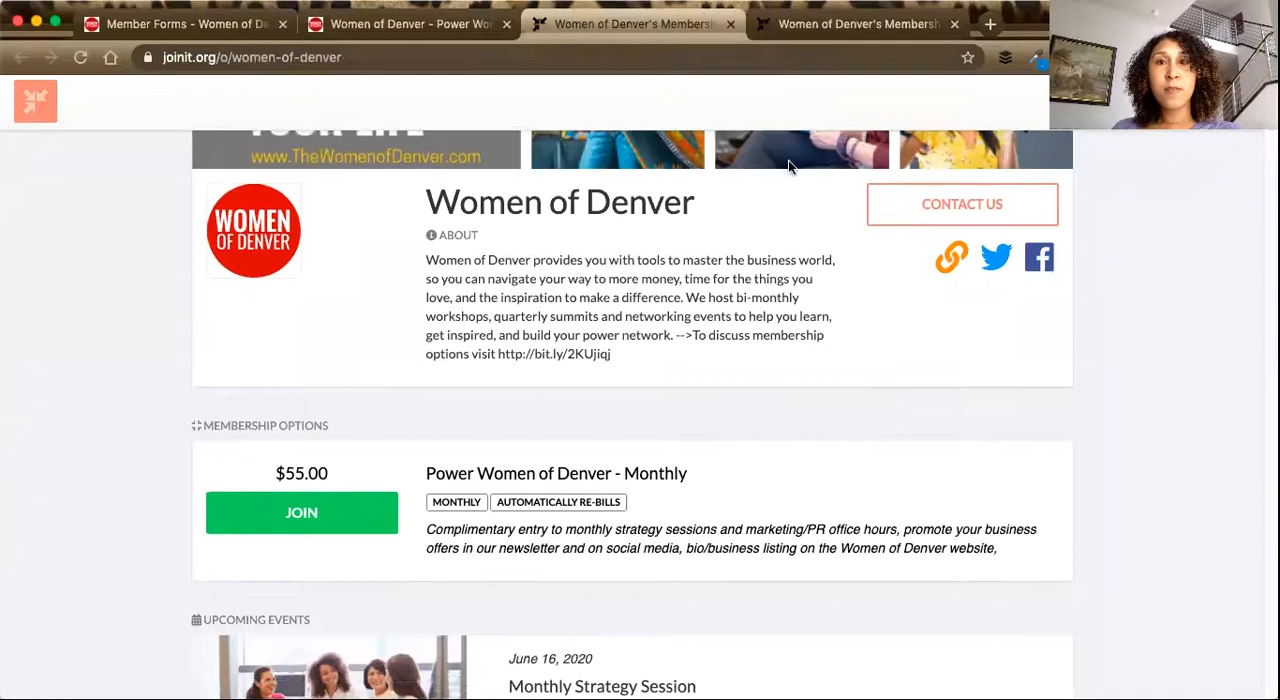 Member Forms - Women of De
Women of Denver - Power Wo
Women of Denver's Membersh
Women of Denver's Membersh
joinit.org/o/women-of-denver
www.TheWomenofDenver.com
WOMEN
OF DENVER
Women of Denver
CONTACT US
ABOUT
Women of Denver provides you with tools to master the business world,
so you can navigate your way to more money, time for the things you
love, and the inspiration to make a difference. We host bi-monthly
workshops, quarterly summits and networking events to help you learn,
get inspired, and build your power network. -->To discuss membership
options visit http://bit.ly/2KUjiqj
MEMBERSHIP OPTIONS
$55.00
JOIN
Power Women of Denver - Monthly
MONTHLY AUTOMATICALLY RE-BILLS
Complimentary entry to monthly strategy sessions and marketing/PR office hours, promote your business
offers in our newsletter and on social media, bio/business listing on the Women of Denver website,
UPCOMING EVENTS
June 16, 2020
Monthly Strategy Session